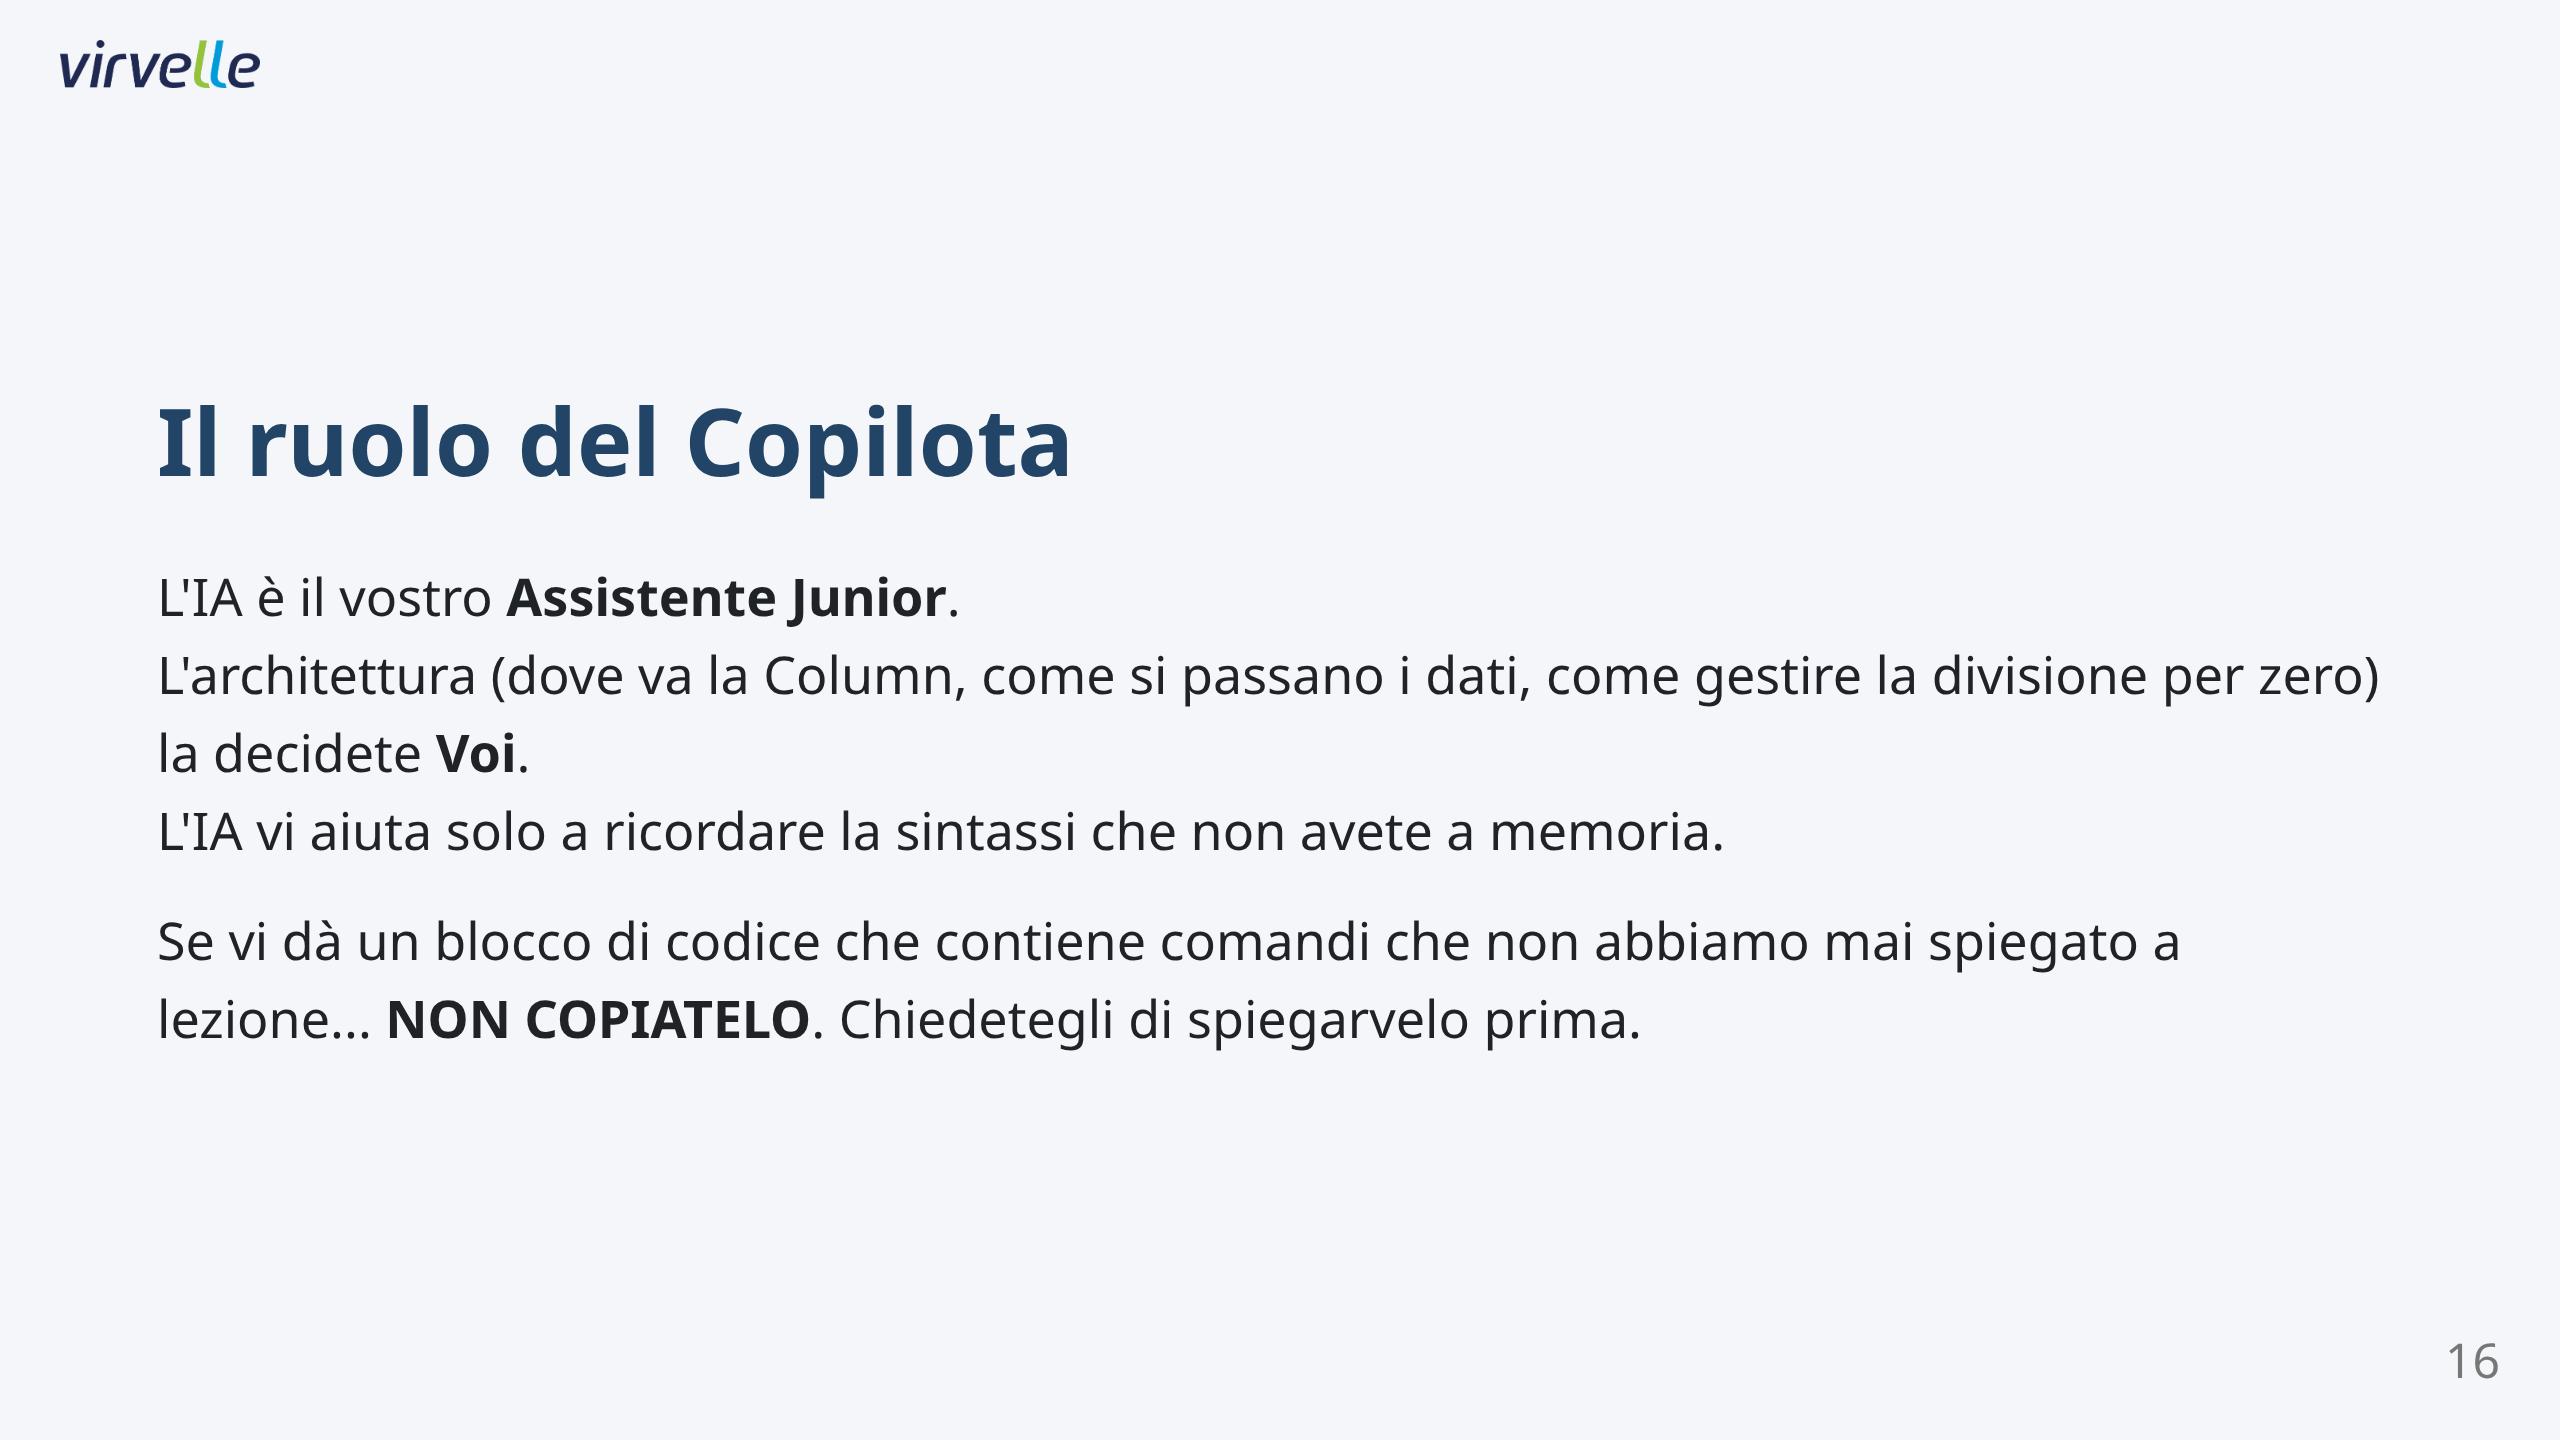 virvelle
Il ruolo del Copilota
L'IA è il vostro Assistente Junior.
L'architettura (dove va la Column, come si passano i dati, come gestire la divisione per zero)
la decidete Voi.
L'IA vi aiuta solo a ricordare la sintassi che non avete a memoria.
Se vi dà un blocco di codice che contiene comandi che non abbiamo mai spiegato a
lezione... NON COPIATELO. Chiedetegli di spiegarvelo prima.
16